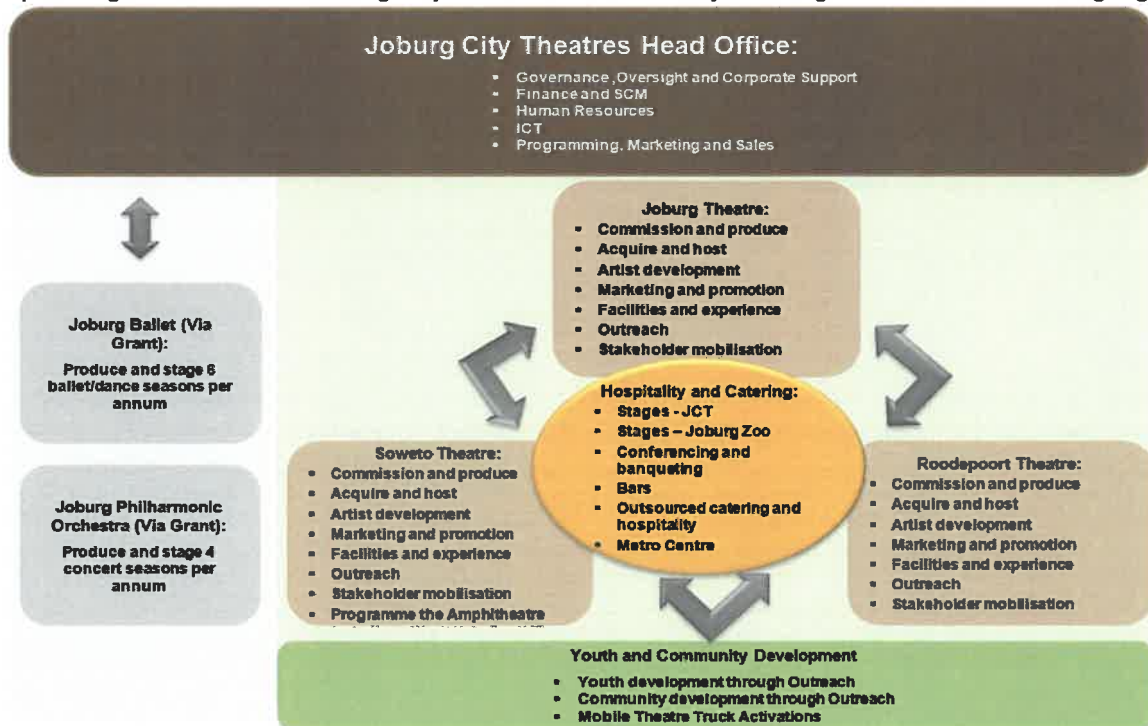 Joburg City Theatres Head Office:
▪ Governance, Oversight and Corporate Support
▪ Finance and SCM
▪ Human Resources
▪ ICT
▪ Programming, Marketing and Sales
Joburg Ballet (Via
Grant):
Produce and stage 6
ballet/dance seasons per
annum
Joburg Philharmonic
Orchestra (Via Grant):
Produce and stage 4
concert seasons per
annum
Joburg Theatre:
▪ Commission and produce
▪ Acquire and host
▪ Artist development
▪ Marketing and promotion
▪ Facilities and experience
▪ Outreach
▪ Stakeholder mobilisation
Hospitality and Catering:
▪ Stages - JCT
▪ Stages – Joburg Zoo
▪ Conferencing and
banqueting
▪ Bars
▪ Outsourced catering and
hospitality
▪ Metro Centre
Soweto Theatre:
▪ Commission and produce
▪ Acquire and host
▪ Artist development
▪ Marketing and promotion
▪ Facilities and experience
▪ Outreach
▪ Stakeholder mobilisation
▪ Programme the Amphitheatre
Roodepoort Theatre:
▪ Commission and produce
▪ Acquire and host
▪ Artist development
▪ Marketing and promotion
▪ Facilities and experience
▪ Outreach
▪ Stakeholder mobilisation
Youth and Community Development
▪ Youth development through Outreach
▪ Community development through Outreach
▪ Mobile Theatre Truck Activations